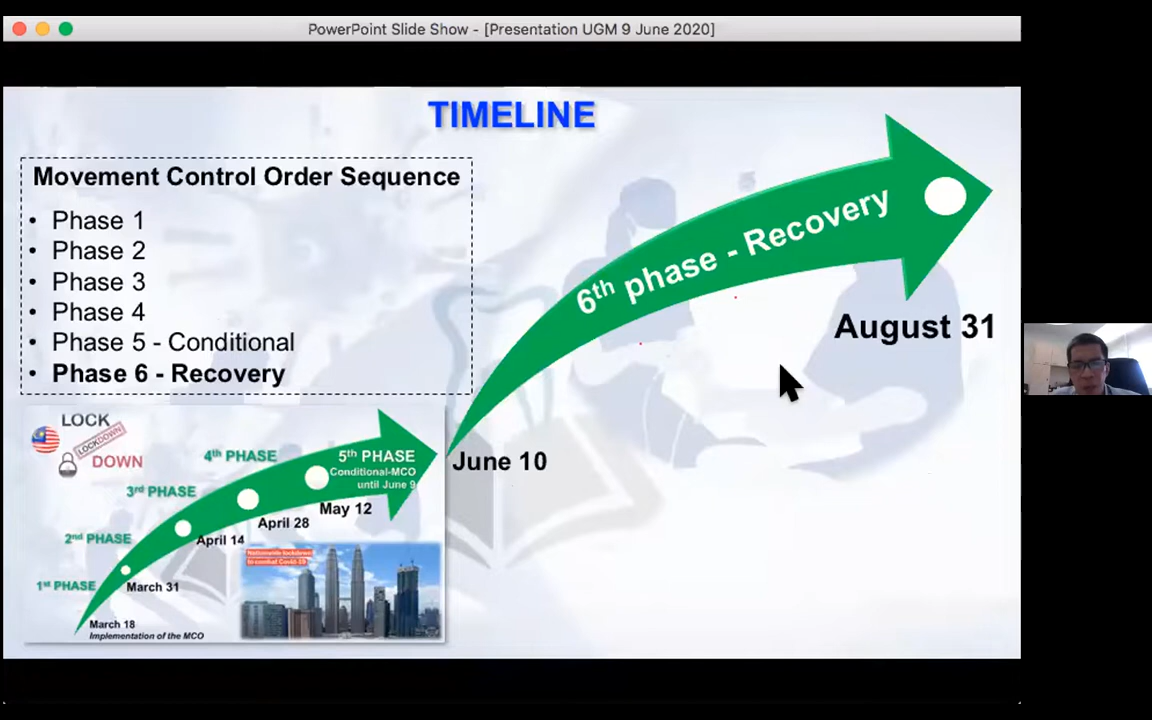 PowerPoint Slide Show - [Presentation UGM 9 June 2020]
TIMELINE
Movement Control Order Sequence
• Phase 1
• Phase 2
• Phase 3
• Phase 4
• Phase 5 - Conditional
• Phase 6 - Recovery
6th phase - Recovery
August 31
June 10
LOCK
LOCKDOWN
DOWN
5th PHASE
Conditional-MCO
until June 9
4th PHASE
May 12
3rd PHASE
April 28
2nd PHASE
April 14
1st PHASE
March 31
March 18
Implementation of the MCO
Nationwide lockdown
to combat Covid-19